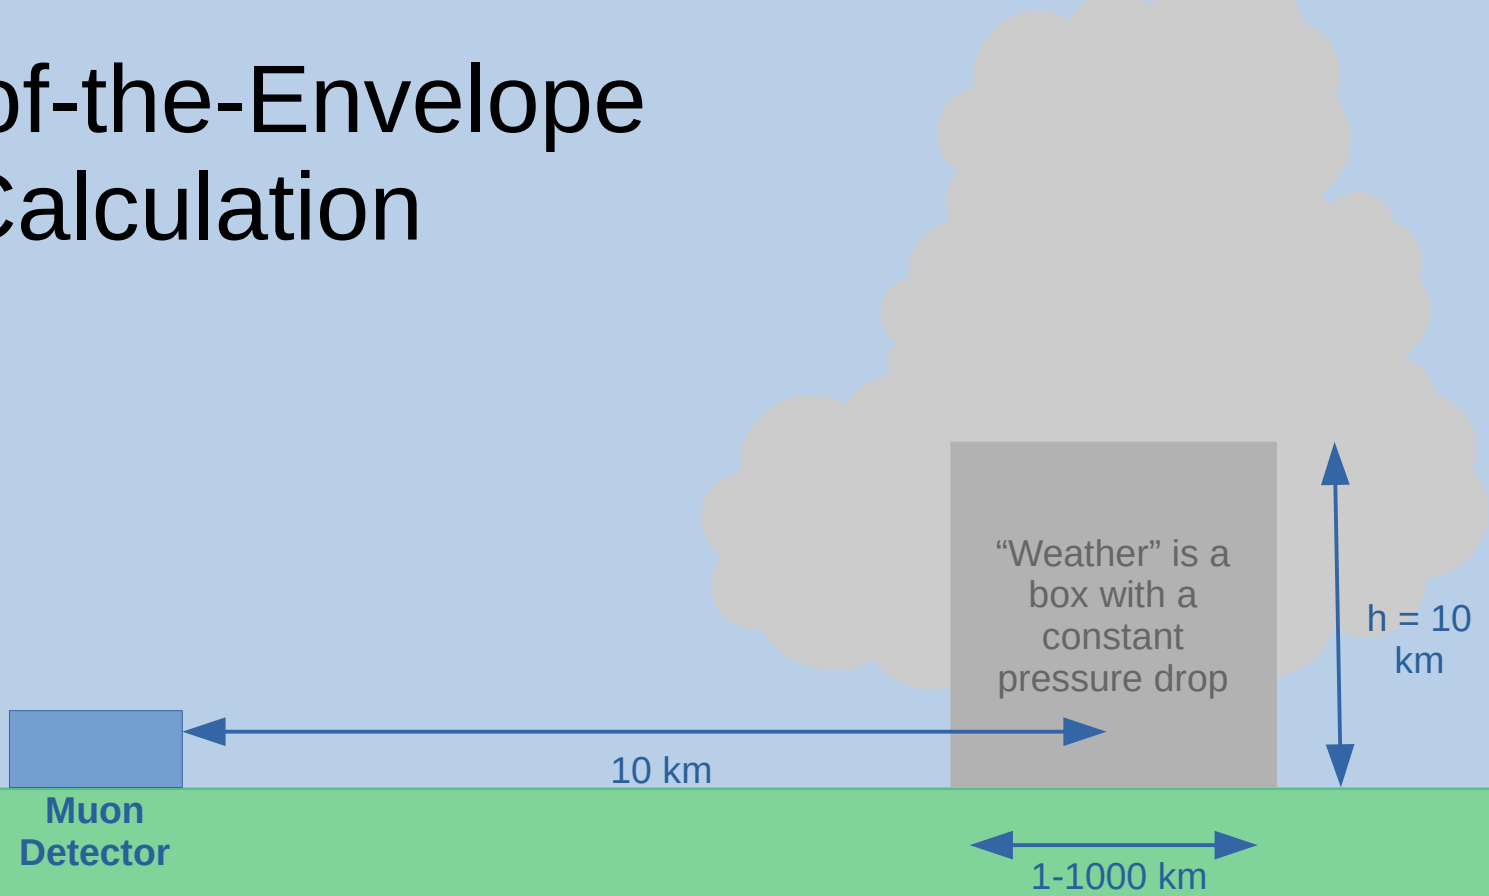 of-the-Envelope
Calculation
“Weather” is a
box with a
constant
pressure drop
h = 10
km
10 km
Muon
Detector
1-1000 km